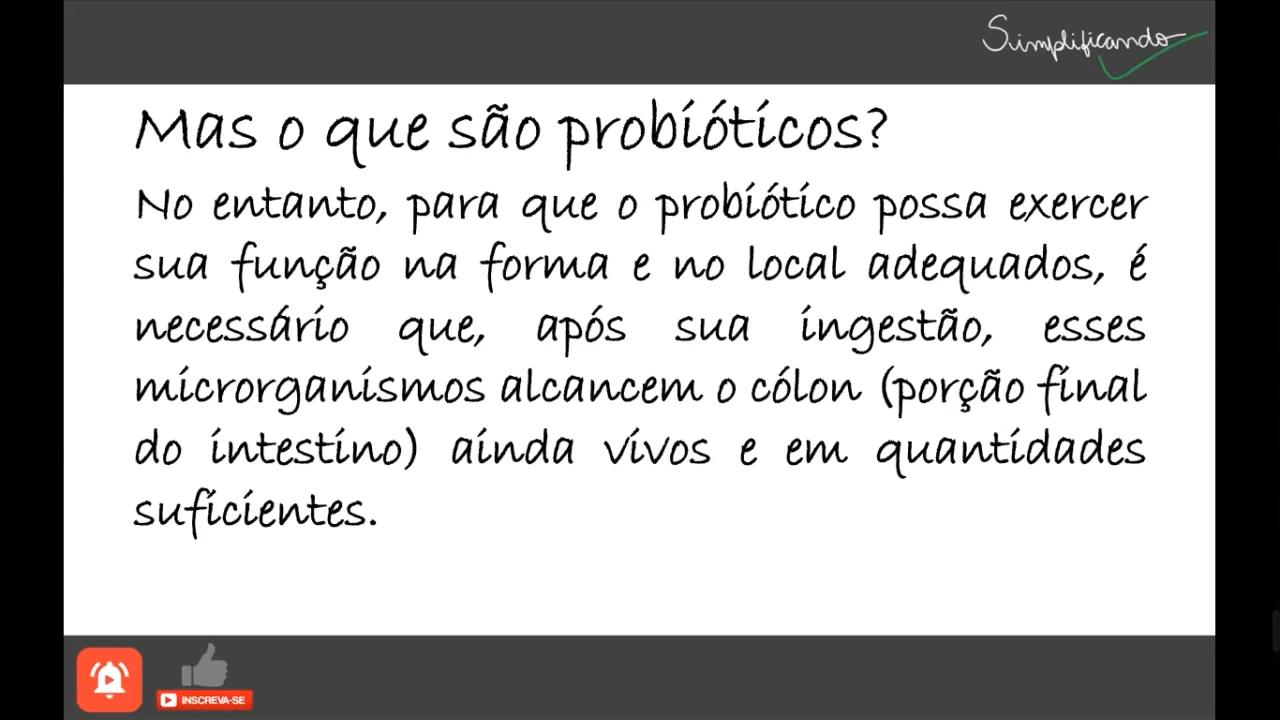 Simplificando
Mas o que são probióticos?
No entanto, para que o probiótico possa exercer
sua função na forma e no local adequados, é
necessário que, após sua ingestão, esses
microrganismos alcancem o cólon (porção final
do intestino) ainda vivos e em quantidades
suficientes.
INSCREVA-SE